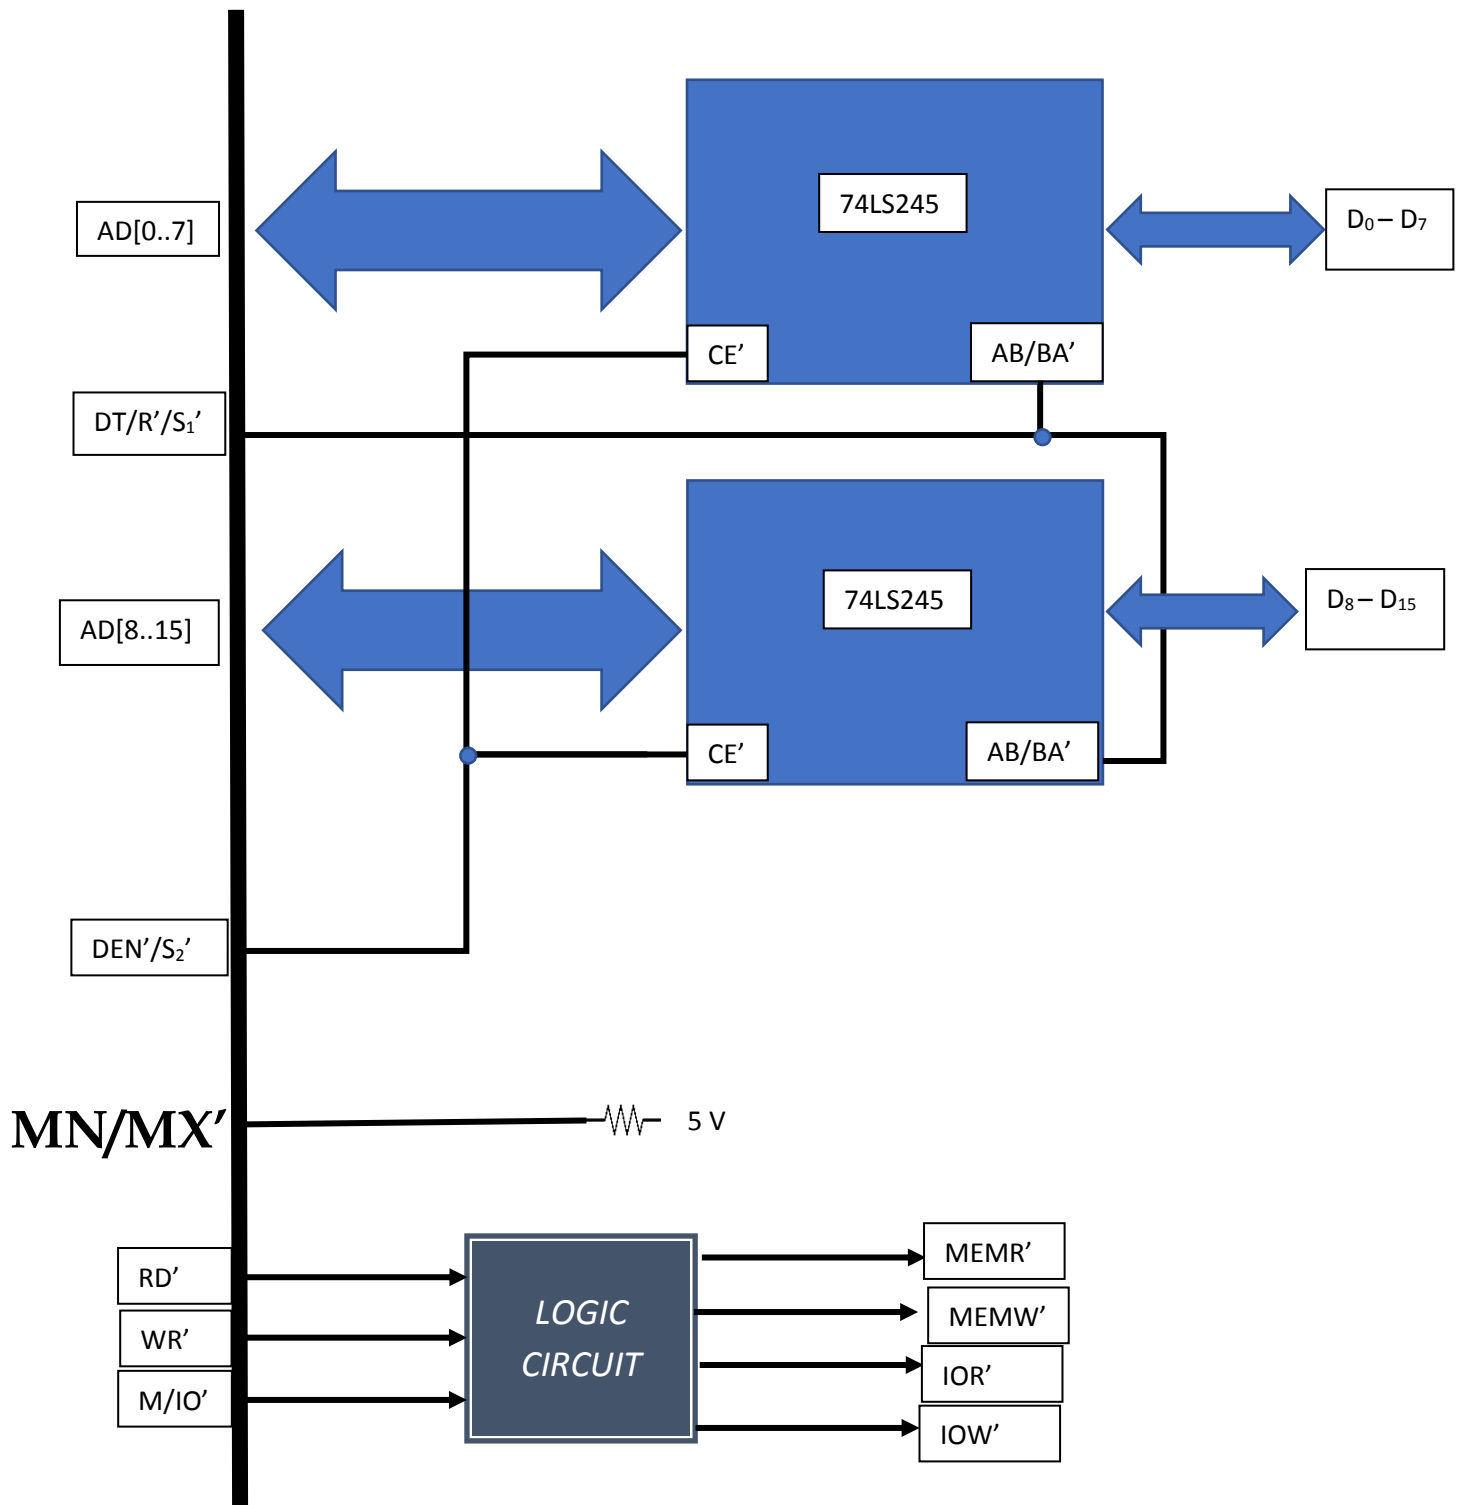 74LS245
AD[0..7]
D₀ – D₇
CE’
AB/BA’
DT/R’/S₁’
74LS245
AD[8..15]
D₈ – D₁₅
CE’
AB/BA’
DEN’/S₂’
MN/MX’
5 V
RD’
WR’
M/IO’
LOGIC
CIRCUIT
MEMR’
MEMW’
IOR’
IOW’